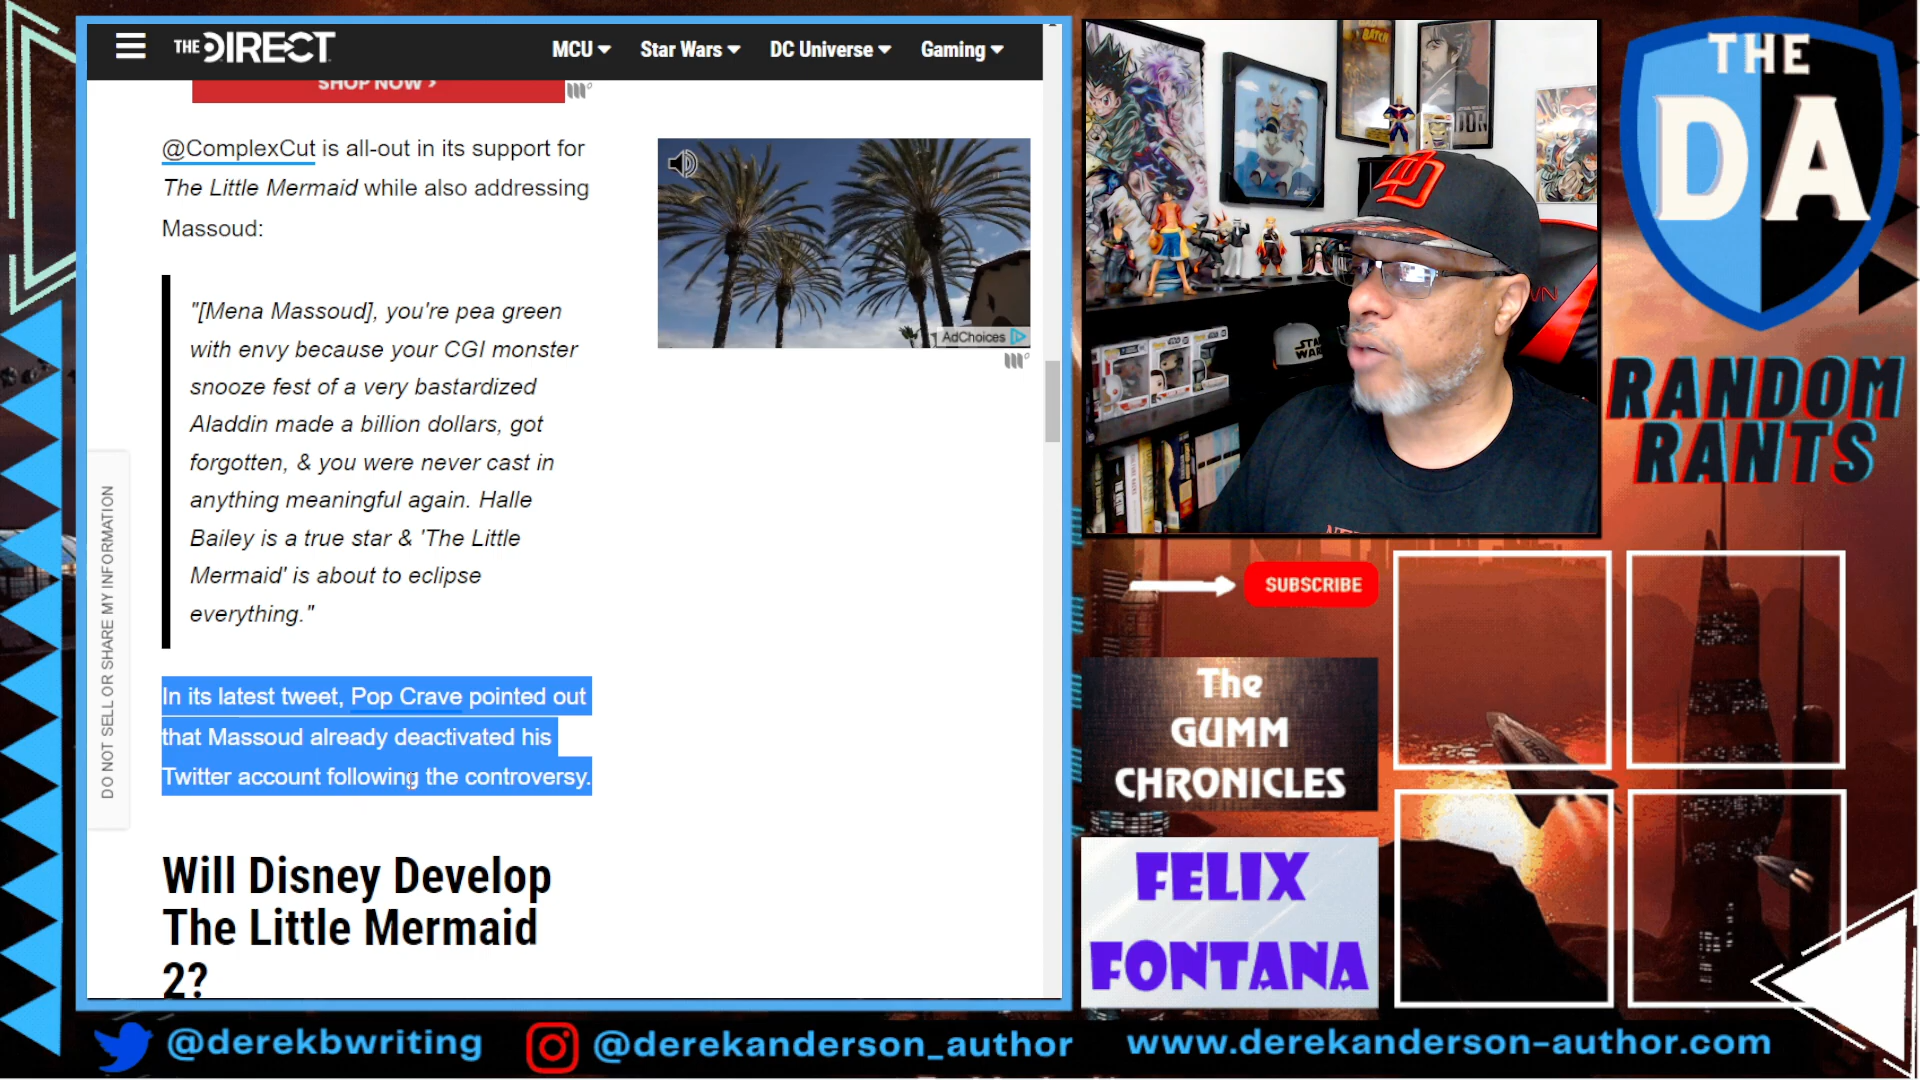 THE DIRECT
MCU
Star Wars
DC Universe
Gaming
SHOP NOW >
@ComplexCut is all-out in its support for
The Little Mermaid while also addressing
Massoud:
"[Mena Massoud], you're pea green
with envy because your CGI monster
snooze fest of a very bastardized
Aladdin made a billion dollars, got
forgotten, & you were never cast in
anything meaningful again. Halle
Bailey is a true star & 'The Little
Mermaid' is about to eclipse
everything."
In its latest tweet, Pop Crave pointed out
that Massoud already deactivated his
Twitter account following the controversy.
Will Disney Develop
The Little Mermaid
2?
DO NOT SELL OR SHARE MY INFORMATION
AdChoices
THE
DA
RANDOM
RANTS
SUBSCRIBE
The
GUMM
CHRONICLES
FELIX
FONTANA
@derekbwriting
@derekanderson_author
www.derekanderson-author.com